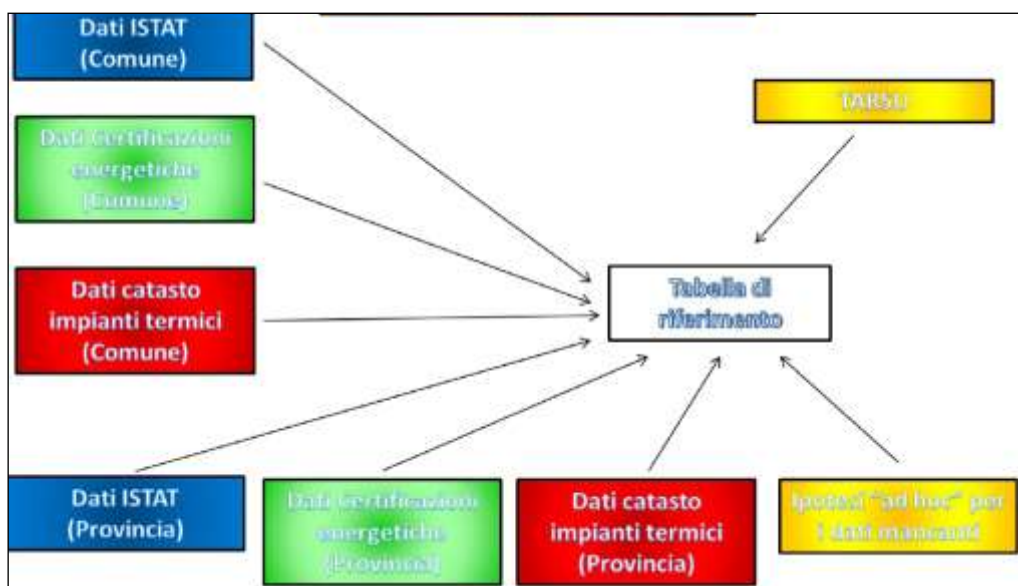 Dati ISTAT
(Comune)
TARSU
Dati Certificazioni
energetiche
(Comune)
Dati catasto
impianti termici
(Comune)
Tabella di
riferimento
Dati ISTAT
(Provincia)
Dati Certificazioni
energetiche
(Provincia)
Dati catasto
impianti termici
(Provincia)
Ipotesi "ad hoc" per
i dati mancanti